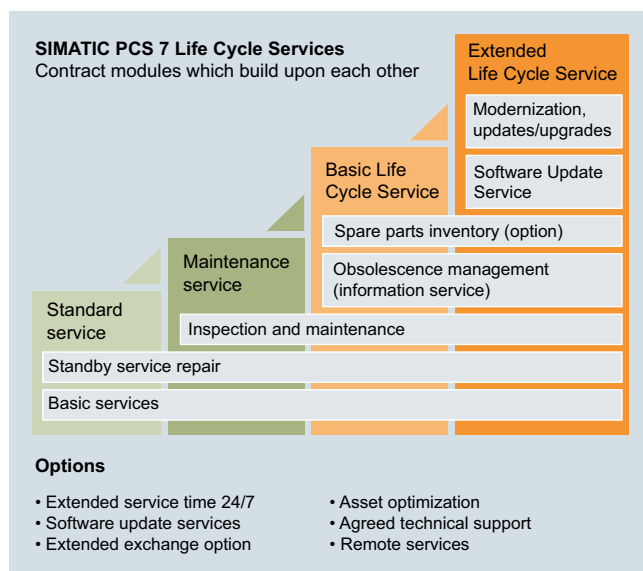 SIMATIC PCS 7 Life Cycle Services
Contract modules which build upon each other
Extended
Life Cycle Service
Modernization,
updates/upgrades
Basic Life
Cycle Service
Software Update
Service
Spare parts inventory (option)
Maintenance
service
Obsolescence management
(information service)
Standard
service
Inspection and maintenance
Standby service repair
Basic services
Options
• Extended service time 24/7
• Software update services
• Extended exchange option
• Asset optimization
• Agreed technical support
• Remote services